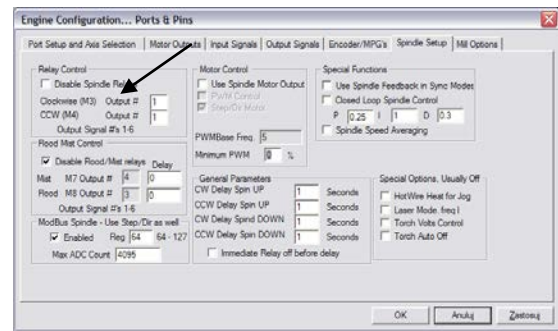 Engine Configuration... Ports & Pins
Port Setup and Axis Selection | Motor Outputs | Input Signals | Output Signals | Encoder/MPG's | Spindle Setup | Mill Options
Relay Control
Disable Spindle Relays
Clockwise (M3) Output # 1
CCW (M4) Output # 1
Output Signal #'s 1-6
Flood Mist Control
Disable Flood/Mist relays Delay
Mist M7 Output # 4 0
Flood M8 Output # 3 0
Output Signal #'s 1-6
ModBus Spindle - Use Step/Dir as well
Enabled Reg 64 64 - 127
Max ADC Count 4095
Motor Control
Use Spindle Motor Output
PWM Control
Step/Dir Motor
PWMBase Freq. 5
Minimum PWM 0 %
General Parameters
CW Delay Spin UP 1 Seconds
CCW Delay Spin UP 1 Seconds
CW Delay Spind DOWN 1 Seconds
CCW Delay Spin DOWN 1 Seconds
Immediate Relay off before delay
Special Functions
Use Spindle Feedback in Sync Modes
Closed Loop Spindle Control
P 0.25 I 1 D 0.3
Spindle Speed Averaging
Special Options, Usually Off
HotWire Heat for Jog
Laser Mode. freq
Torch Volts Control
Torch Auto Off
OK Anuluj Zastosuj